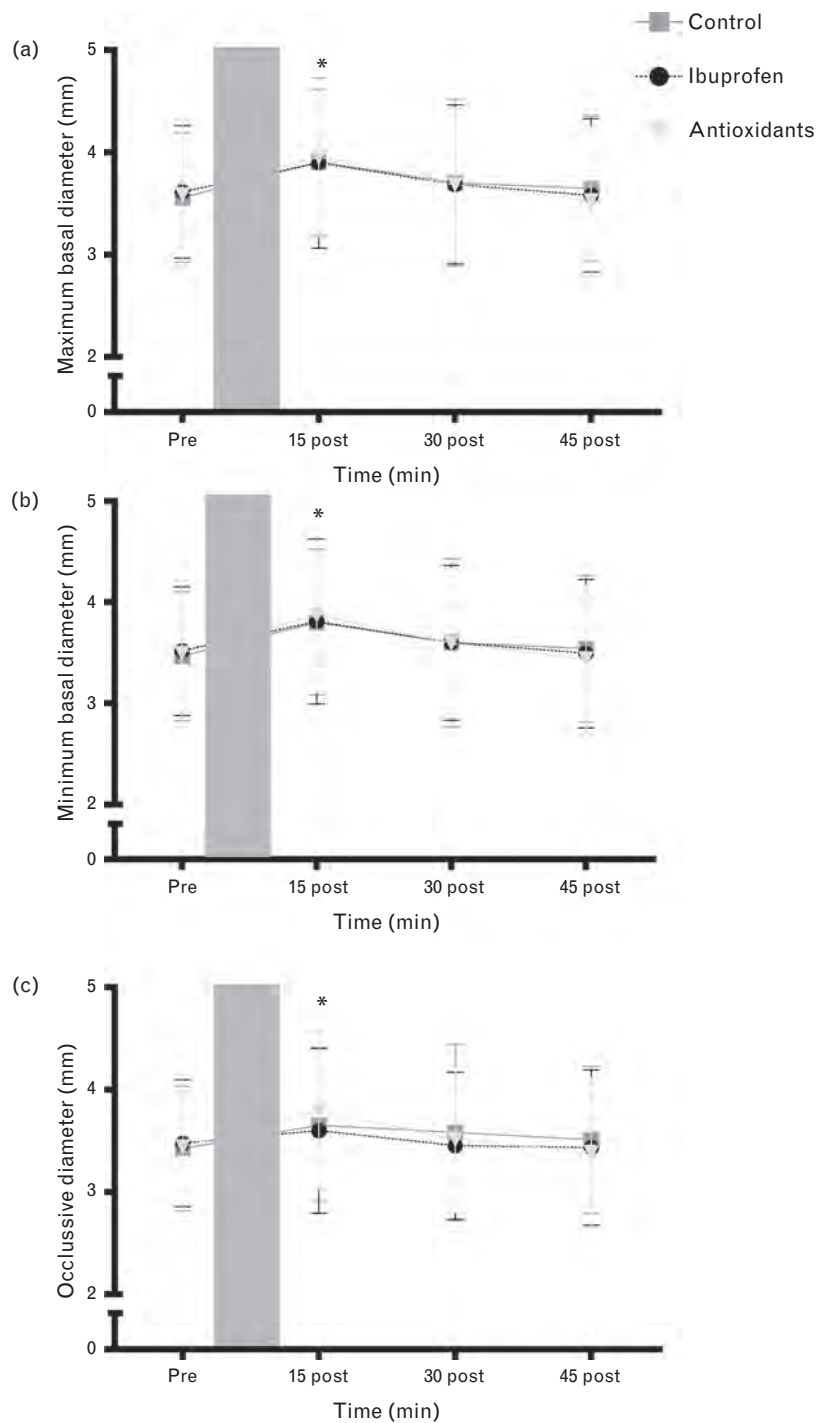 Control
Ibuprofen
Antioxidants
(a)
Maximum basal diameter (mm)
5
*
4
3
2
0
Pre
15 post
30 post
45 post
Time (min)
(b)
Minimum basal diameter (mm)
5
*
4
3
2
0
Pre
15 post
30 post
45 post
Time (min)
(c)
Occlussive diameter (mm)
5
*
4
3
2
0
Pre
15 post
30 post
45 post
Time (min)